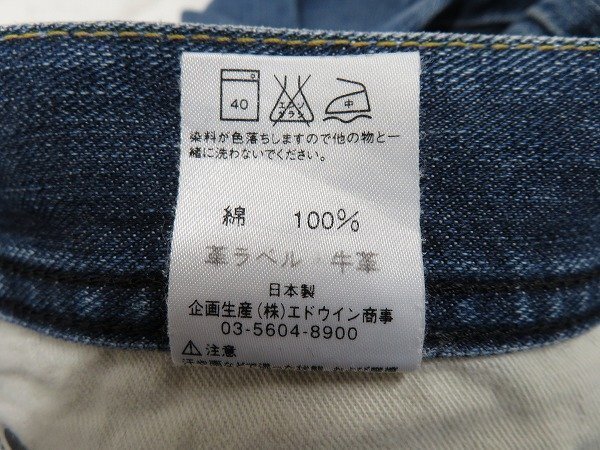 40
エンソ
サラシ
中
染料が色落ちしますので他の物と一
緒に洗わないでください。
綿 100%
革ラベル・牛革
日本製
企画生産(株)エドウイン商事
03-5604-8900
⚠注意